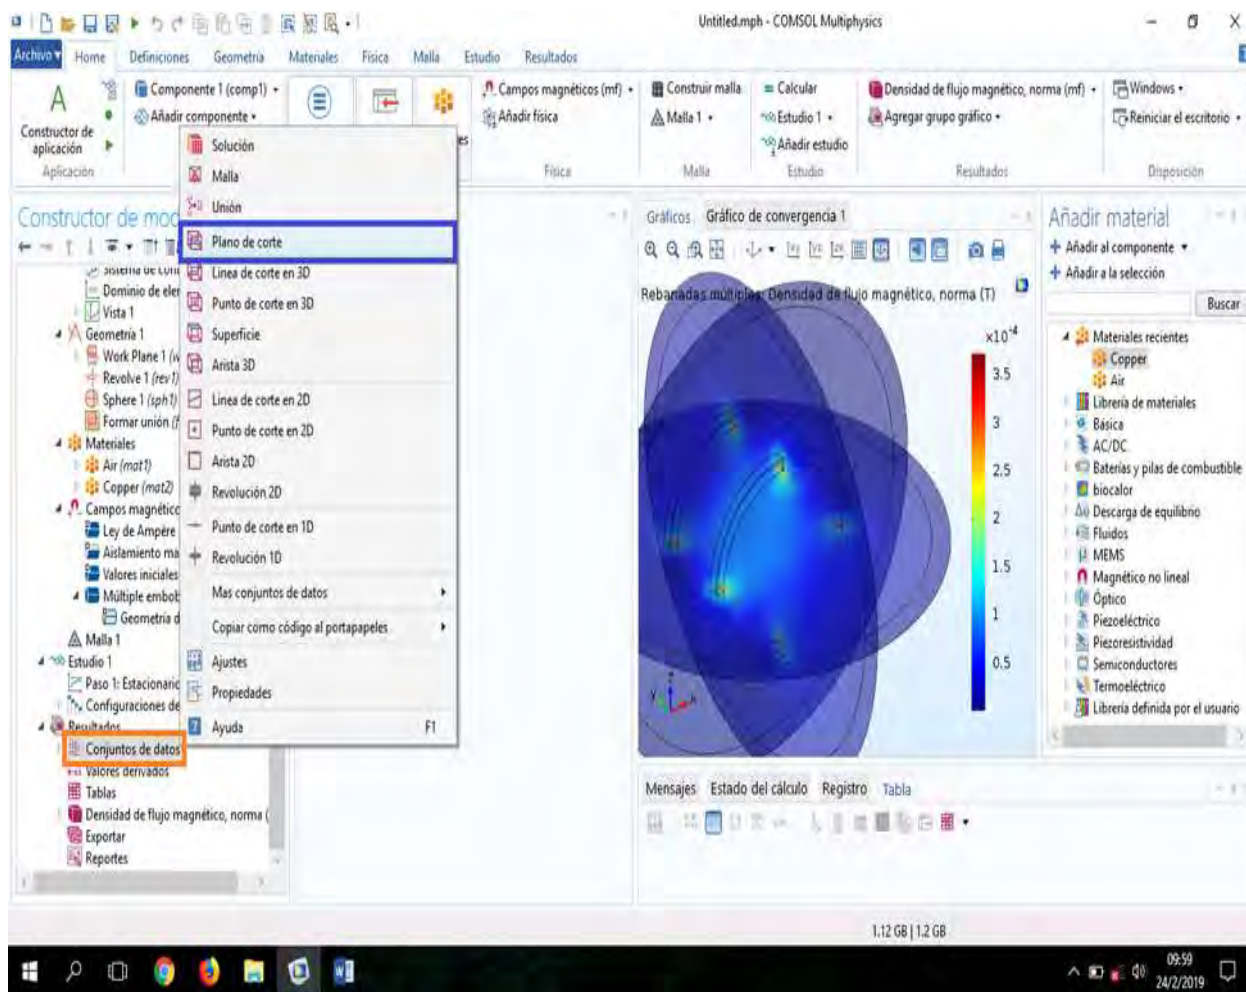 Untitled.mph - COMSOL Multiphysics
Archivo Home Definiciones Geometría Materiales Física Malla Estudio Resultados
Constructor de aplicación
Aplicación
Componente 1 (comp1)
Añadir componente
Campos magnéticos (mf)
Añadir física
Física
Construir malla
Malla 1
Malla
Calcular
Estudio 1
Añadir estudio
Estudio
Densidad de flujo magnético, norma (mf)
Agregar grupo gráfico
Resultados
Windows
Reiniciar el escritorio
Disposición
Constructor de mod
Dominio de eler
Vista 1
Geometría 1
Work Plane 1 (w
Revolve 1 (rev1)
Sphere 1 (sph1)
Formar unión (f
Materiales
Air (mat1)
Copper (mat2)
Campos magnético
Ley de Ampère
Aislamiento ma
Valores iniciales
Múltiple embob
Geometría d
Malla 1
Estudio 1
Paso 1: Estacionario
Configuraciones de
Resultados
Conjuntos de datos
Valores derivados
Tablas
Densidad de flujo magnético, norma (
Exportar
Reportes
Solución
Malla
Unión
Plano de corte
Linea de corte en 3D
Punto de corte en 3D
Superficie
Arista 3D
Linea de corte en 2D
Punto de corte en 2D
Arista 2D
Revolución 2D
Punto de corte en 1D
Revolución 1D
Mas conjuntos de datos
Copiar como código al portapapeles
Ajustes
Propiedades
Ayuda F1
Gráficos Gráfico de convergencia 1
Rebanadas múltiples: Densidad de flujo magnético, norma (T)
×10⁻⁴
3.5
3
2.5
2
1.5
1
0.5
y z x
Mensajes Estado del cálculo Registro Tabla
Añadir material
Añadir al componente
Añadir a la selección
Buscar
Materiales recientes
Copper
Air
Librería de materiales
Básica
AC/DC
Baterías y pilas de combustible
biocalor
Descarga de equilibrio
Fluidos
MEMS
Magnético no lineal
Óptico
Piezoeléctrico
Piezoresistividad
Semiconductores
Termoeléctrico
Librería definida por el usuario
1.12 GB | 1.2 GB
09:59
24/2/2019